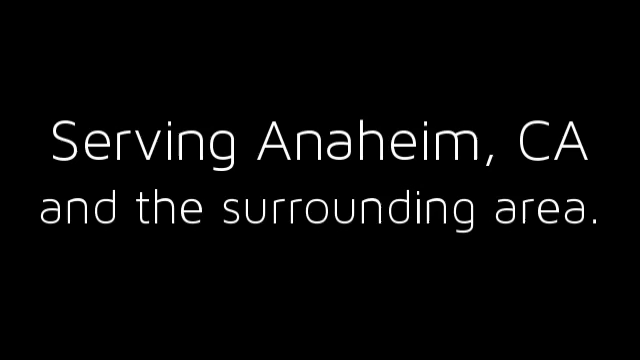 Serving Anaheim, CA
and the surrounding area.